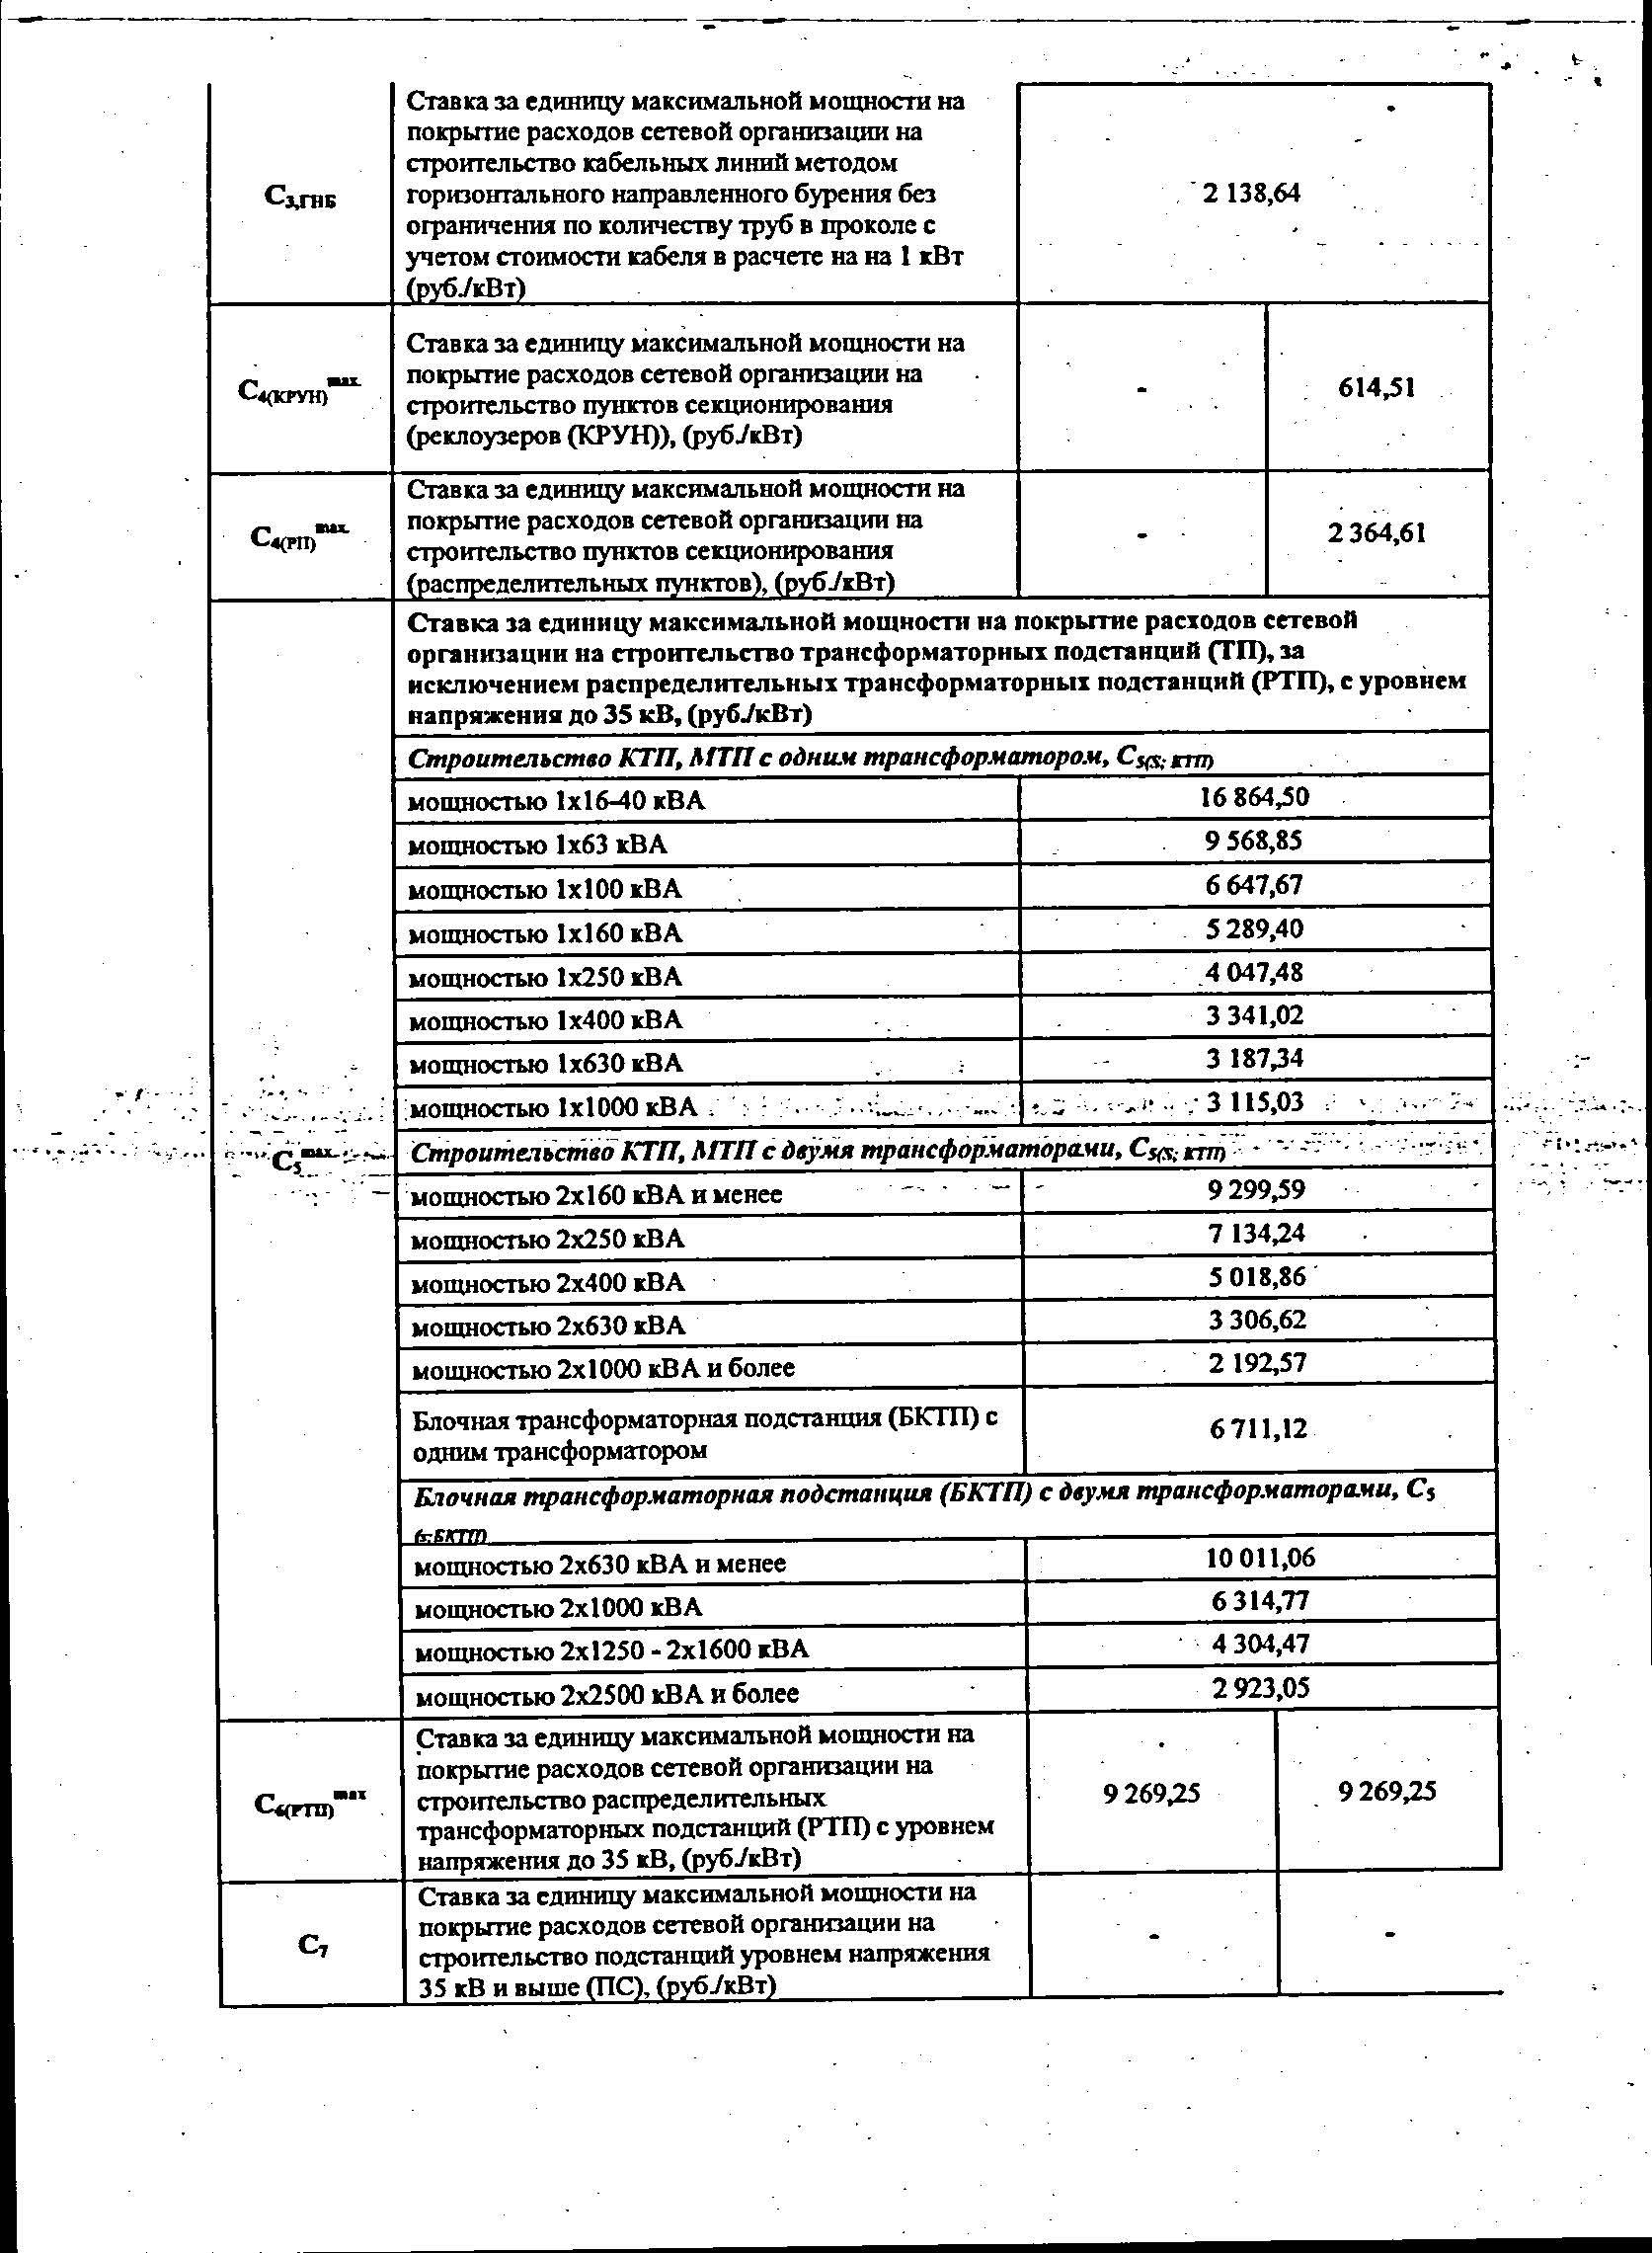 Ставка за единицу максимальной мощности на
покрытие расходов сетевой организации на
строительство кабельных линий методом
горизонтального направленного бурения без
ограничения по количеству труб в проколе с
учетом стоимости кабеля в расчете на на 1 кВт
(руб./кВт)
С3,ГНБ
2 138,64
Ставка за единицу максимальной мощности на
покрытие расходов сетевой организации на
строительство пунктов секционирования
(реклоузеров (КРУН)), (руб./кВт)
С4(КРУН)max.
-
614,51
Ставка за единицу максимальной мощности на
покрытие расходов сетевой организации на
строительство пунктов секционирования
(распределительных пунктов), (руб./кВт)
С4(РП)max.
-
2 364,61
Ставка за единицу максимальной мощности на покрытие расходов сетевой
организации на строительство трансформаторных подстанций (ТП), за
исключением распределительных трансформаторных подстанций (РТП), с уровнем
напряжения до 35 кВ, (руб./кВт)
Строительство КТП, МТП с одним трансформатором, С5(S; КТП)
мощностью 1х16-40 кВА 16 864,50
мощностью 1х63 кВА 9 568,85
мощностью 1х100 кВА 6 647,67
мощностью 1х160 кВА 5 289,40
мощностью 1х250 кВА 4 047,48
мощностью 1х400 кВА 3 341,02
мощностью 1х630 кВА 3 187,34
мощностью 1х1000 кВА 3 115,03
С5max.
Строительство КТП, МТП с двумя трансформаторами, С5(S; КТП)
мощностью 2х160 кВА и менее 9 299,59
мощностью 2х250 кВА 7 134,24
мощностью 2х400 кВА 5 018,86
мощностью 2х630 кВА 3 306,62
мощностью 2х1000 кВА и более 2 192,57
Блочная трансформаторная подстанция (БКТП) с
одним трансформатором
6 711,12
Блочная трансформаторная подстанция (БКТП) с двумя трансформаторами, С5
(s;БКТП)
мощностью 2х630 кВА и менее 10 011,06
мощностью 2х1000 кВА 6 314,77
мощностью 2х1250 - 2х1600 кВА 4 304,47
мощностью 2х2500 кВА и более 2 923,05
Ставка за единицу максимальной мощности на
покрытие расходов сетевой организации на
строительство распределительных
трансформаторных подстанций (РТП) с уровнем
напряжения до 35 кВ, (руб./кВт)
С6(РТП)max
9 269,25
9 269,25
Ставка за единицу максимальной мощности на
покрытие расходов сетевой организации на
строительство подстанций уровнем напряжения
35 кВ и выше (ПС), (руб./кВт)
С7
-
-